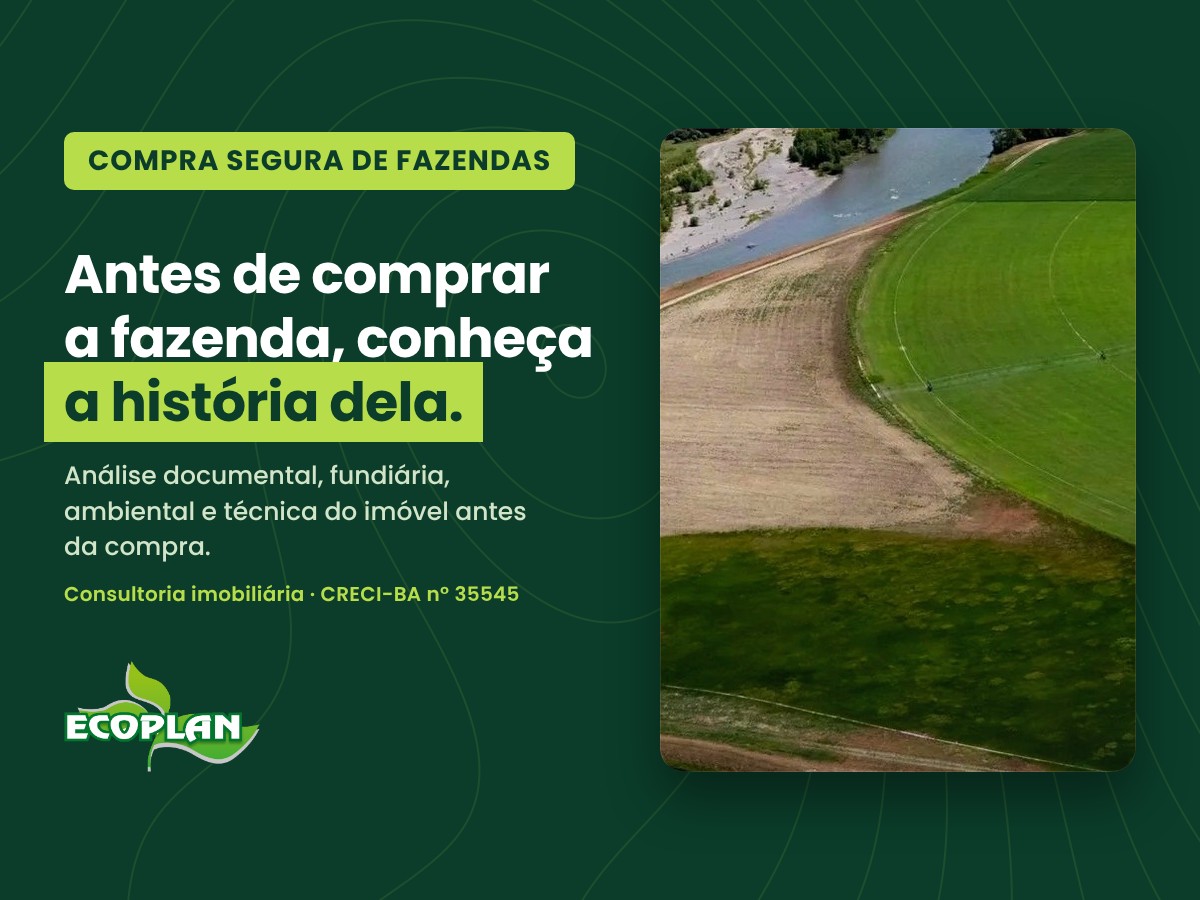 COMPRA SEGURA DE FAZENDAS
Antes de comprar
a fazenda, conheça
a história dela.
Análise documental, fundiária,
ambiental e técnica do imóvel antes
da compra.
Consultoria imobiliária · CRECI-BA nº 35545
ECOPLAN